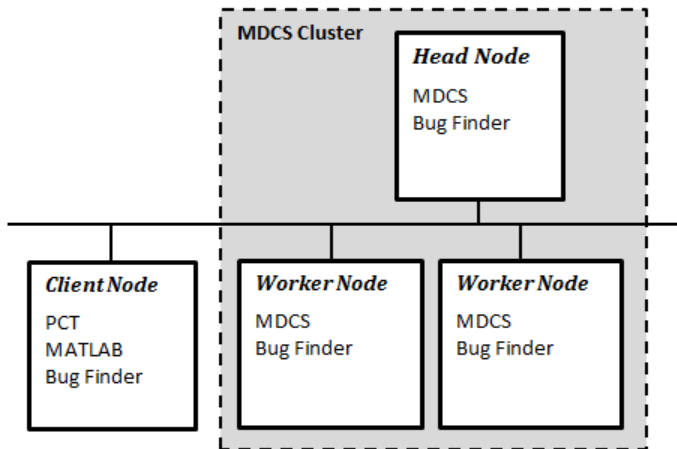 MDCS Cluster
Head Node
MDCS
Bug Finder
Client Node
PCT
MATLAB
Bug Finder
Worker Node
MDCS
Bug Finder
Worker Node
MDCS
Bug Finder